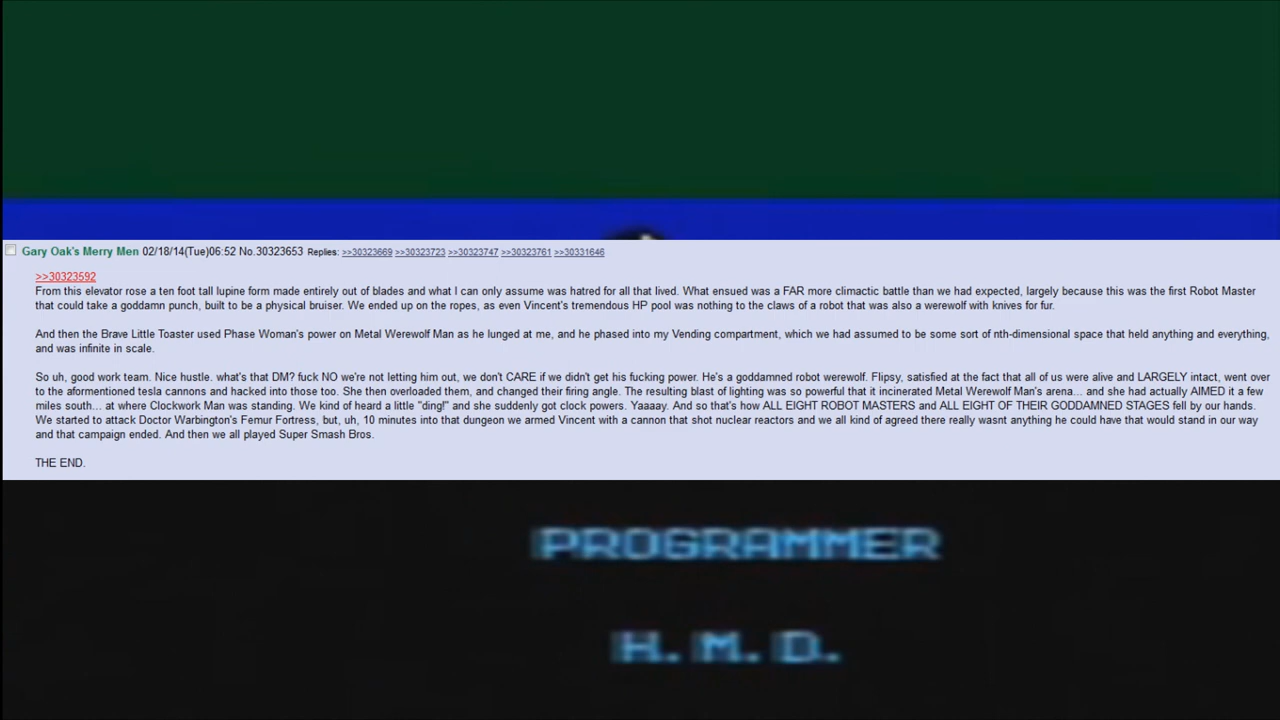 Gary Oak's Merry Men 02/18/14(Tue)06:52 No.30323653 Replies: >>30323669 >>30323723 >>30323747 >>30323761 >>30331646
>>30323592
From this elevator rose a ten foot tall lupine form made entirely out of blades and what I can only assume was hatred for all that lived. What ensued was a FAR more climactic battle than we had expected, largely because this was the first Robot Master
that could take a goddamn punch, built to be a physical bruiser. We ended up on the ropes, as even Vincent's tremendous HP pool was nothing to the claws of a robot that was also a werewolf with knives for fur.
And then the Brave Little Toaster used Phase Woman's power on Metal Werewolf Man as he lunged at me, and he phased into my Vending compartment, which we had assumed to be some sort of nth-dimensional space that held anything and everything,
and was infinite in scale.
So uh, good work team. Nice hustle. what's that DM? fuck NO we're not letting him out, we don't CARE if we didn't get his fucking power. He's a goddamned robot werewolf. Flipsy, satisfied at the fact that all of us were alive and LARGELY intact, went over
to the aformentioned tesla cannons and hacked into those too. She then overloaded them, and changed their firing angle. The resulting blast of lighting was so powerful that it incinerated Metal Werewolf Man's arena... and she had actually AIMED it a few
miles south... at where Clockwork Man was standing. We kind of heard a little "ding!" and she suddenly got clock powers. Yaaaay. And so that's how ALL EIGHT ROBOT MASTERS and ALL EIGHT OF THEIR GODDAMNED STAGES fell by our hands.
We started to attack Doctor Warbington's Femur Fortress, but, uh, 10 minutes into that dungeon we armed Vincent with a cannon that shot nuclear reactors and we all kind of agreed there really wasnt anything he could have that would stand in our way
and that campaign ended. And then we all played Super Smash Bros.
THE END.
PROGRAMMER
H.M.D.